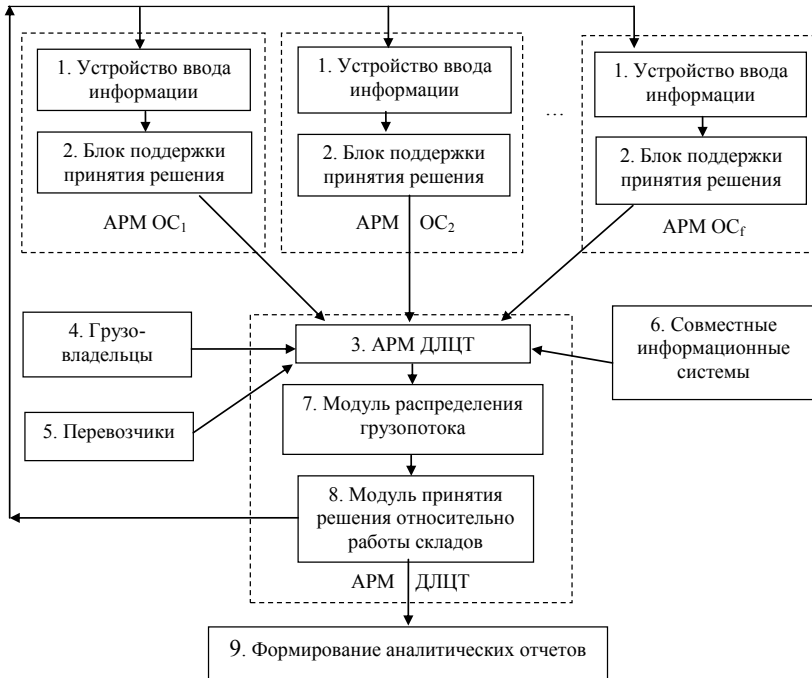 1. Устройство ввода
информации
2. Блок поддержки
принятия решения
АРМ ОС1
1. Устройство ввода
информации
2. Блок поддержки
принятия решения
АРМ ОС2
...
1. Устройство ввода
информации
2. Блок поддержки
принятия решения
АРМ ОСf
4. Грузо-
владельцы
5. Перевозчики
3. АРМ ДЛЦТ
6. Совместные
информационные
системы
7. Модуль распределения
грузопотока
8. Модуль принятия
решения относительно
работы складов
АРМ ДЛЦТ
9. Формирование аналитических отчетов